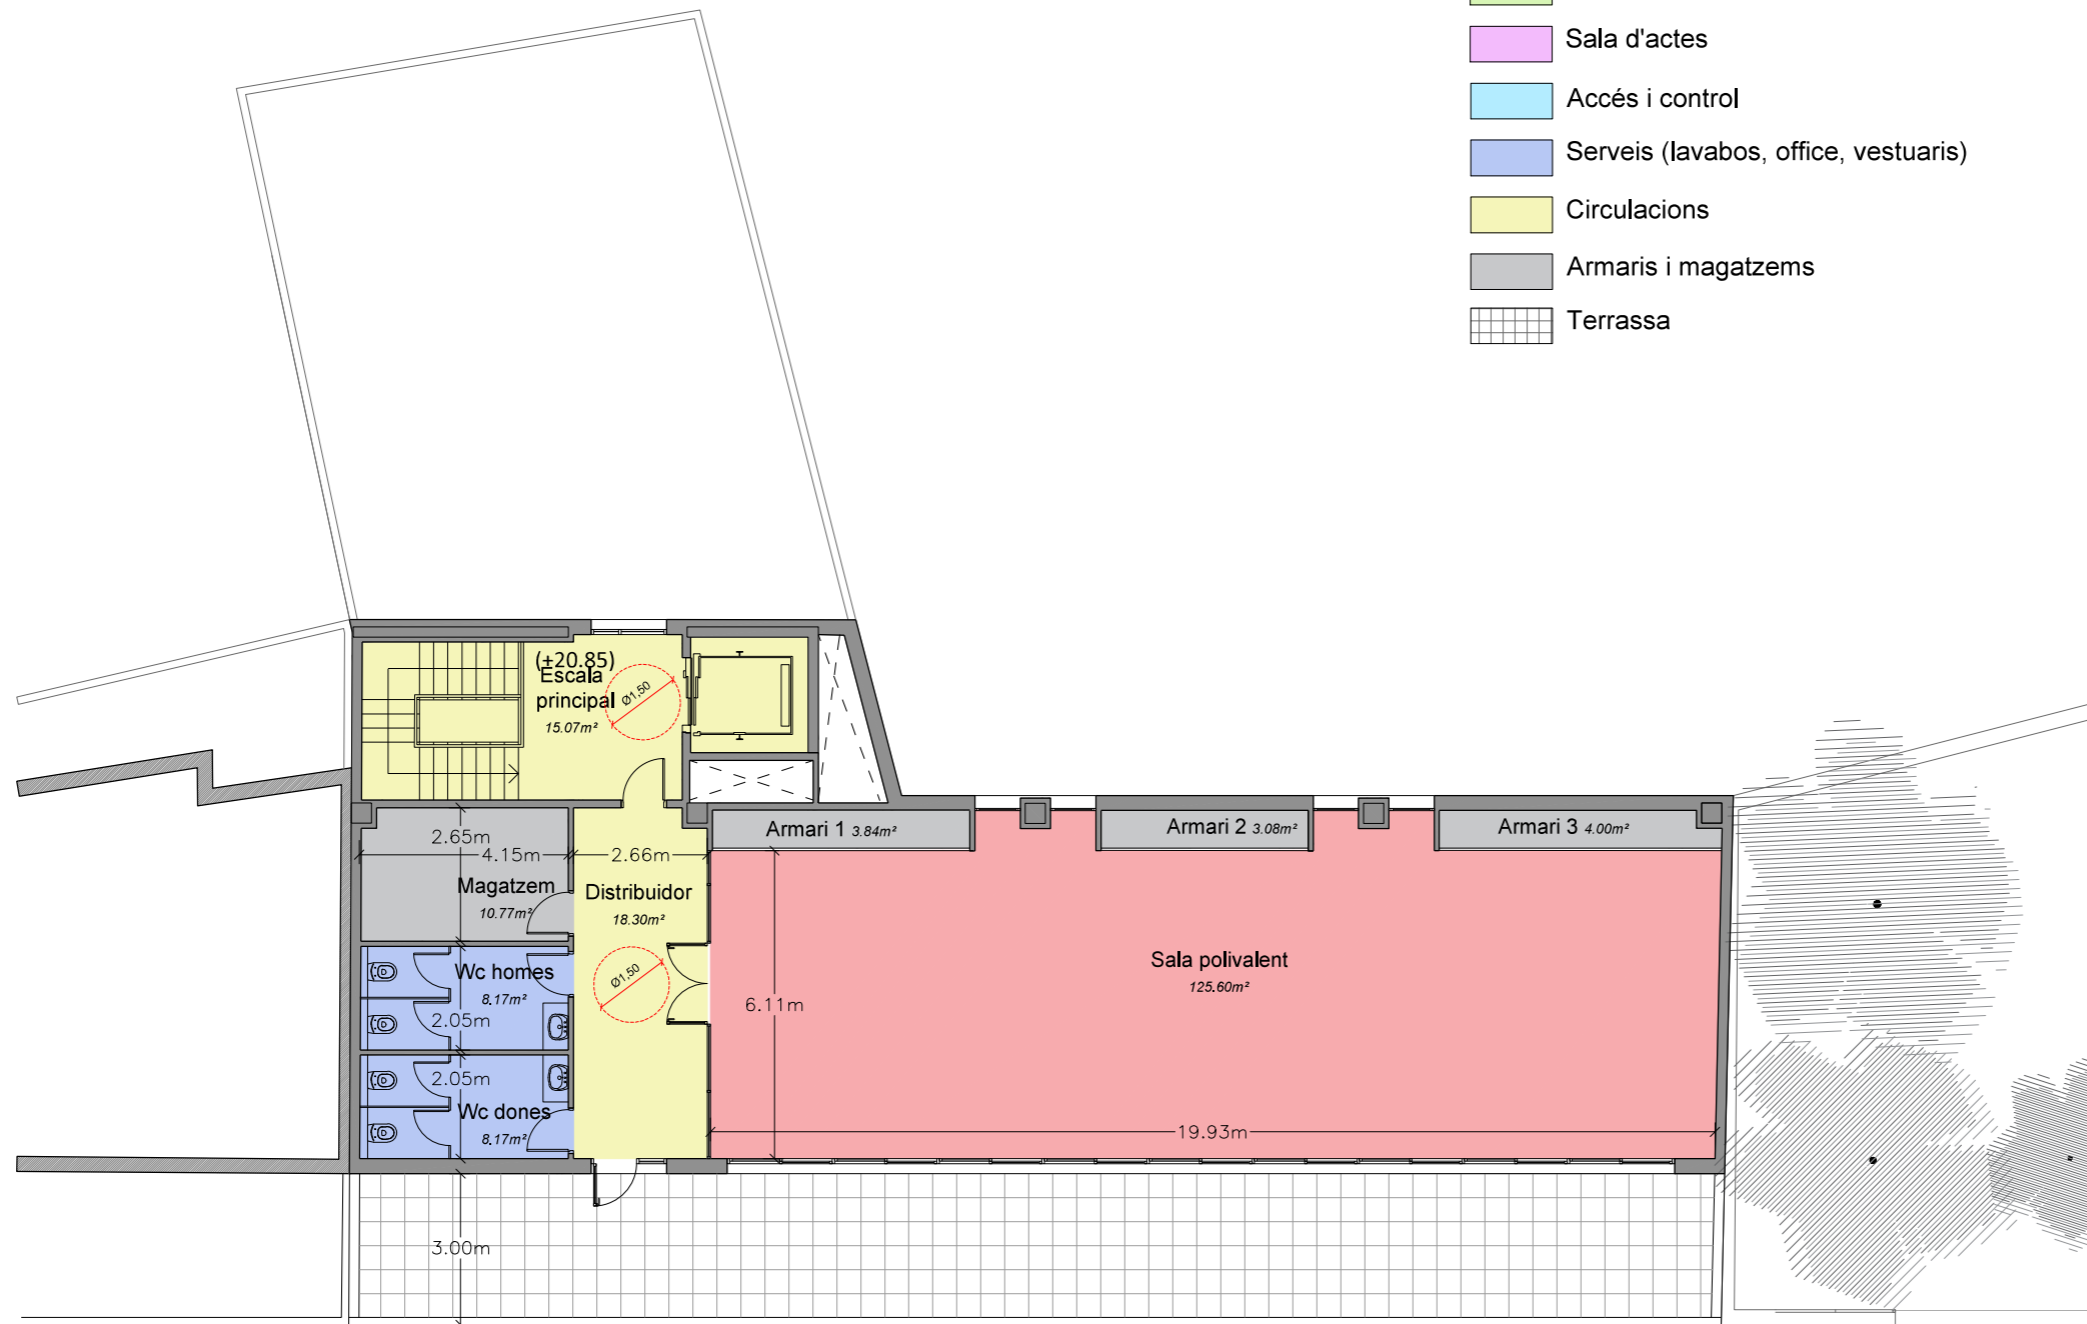 Sala d'actes
Accés i control
Serveis (lavabos, office, vestuaris)
Circulacions
Armaris i magatzems
Terrassa
(±20.85)
Escala
principal
15.07m²
Ø1,50
Armari 1 3.84m²
Armari 2 3.08m²
Armari 3 4.00m²
2.65m
4.15m
2.66m
Magatzem
10.77m²
Distribuidor
18.30m²
Wc homes
8.17m²
2.05m
Ø1,50
Sala polivalent
125.60m²
6.11m
2.05m
Wc dones
8.17m²
19.93m
3.00m